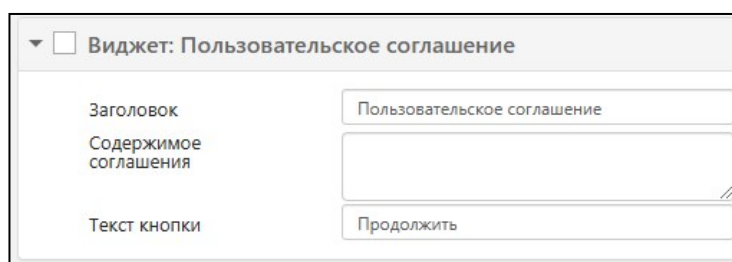 Виджет: Пользовательское соглашение
Заголовок
Пользовательское соглашение
Содержимое
соглашения
Текст кнопки
Продолжить